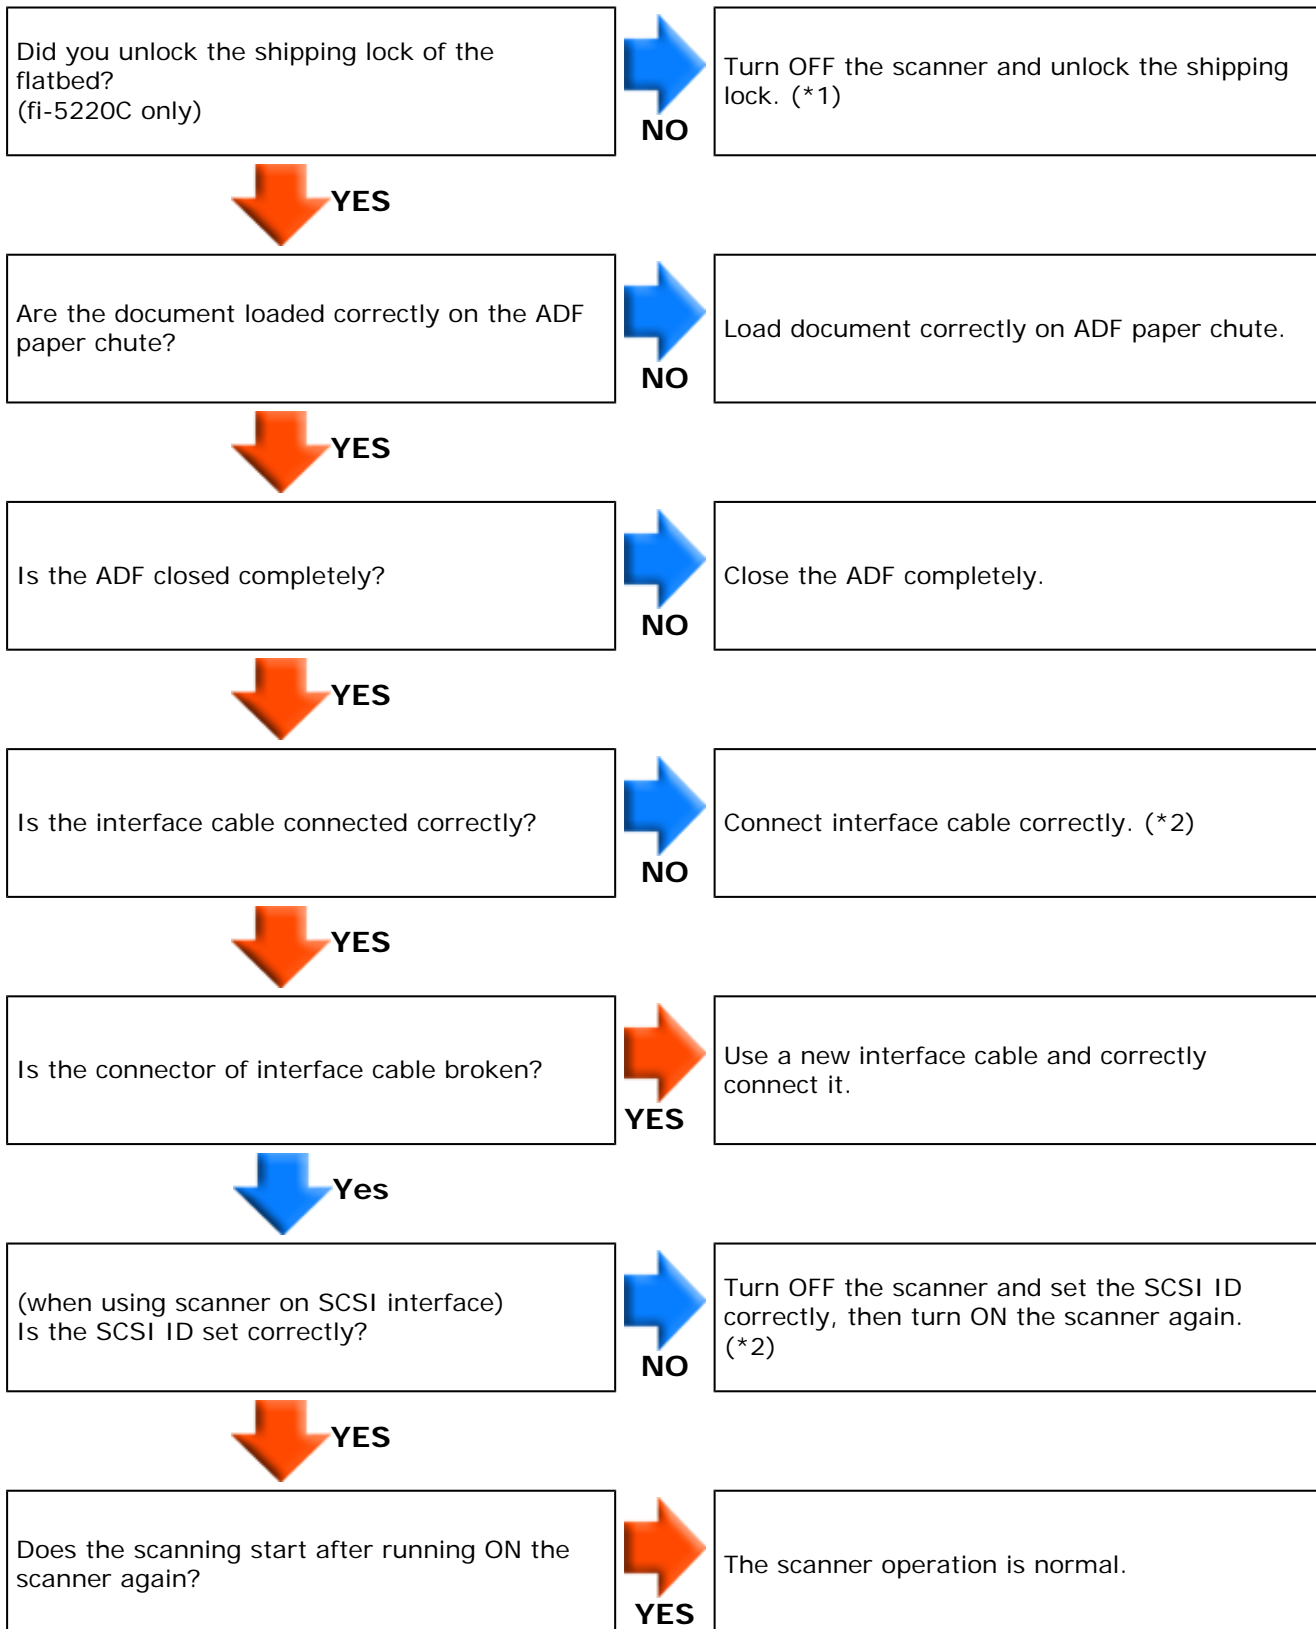 Did you unlock the shipping lock of the
flatbed?
(fi-5220C only)
NO
Turn OFF the scanner and unlock the shipping
lock. (*1)
YES
Are the document loaded correctly on the ADF
paper chute?
NO
Load document correctly on ADF paper chute.
YES
Is the ADF closed completely?
NO
Close the ADF completely.
YES
Is the interface cable connected correctly?
NO
Connect interface cable correctly. (*2)
YES
Is the connector of interface cable broken?
YES
Use a new interface cable and correctly
connect it.
Yes
(when using scanner on SCSI interface)
Is the SCSI ID set correctly?
NO
Turn OFF the scanner and set the SCSI ID
correctly, then turn ON the scanner again.
(*2)
YES
Does the scanning start after running ON the
scanner again?
YES
The scanner operation is normal.